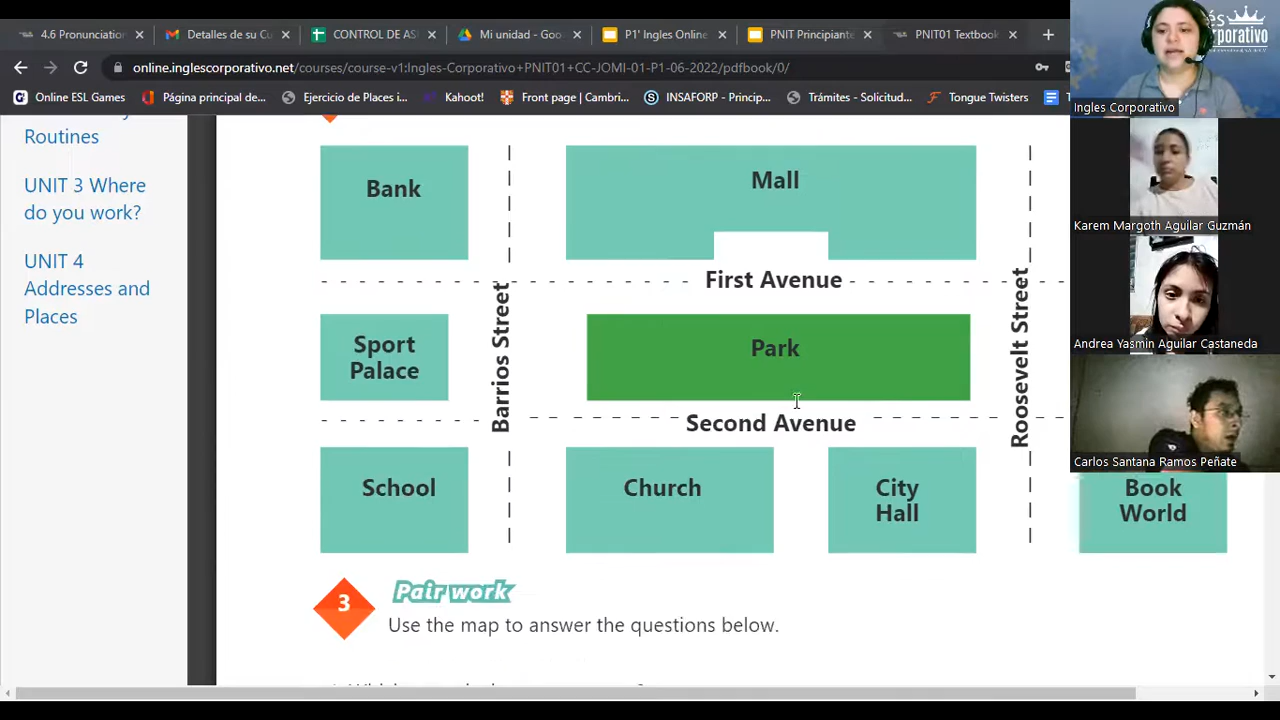 4.6 Pronunciation
Detalles de su Cu
CONTROL DE AS
Mi unidad - Goo
P1' Ingles Online
PNIT Principiante
PNIT01 Textbook
online.inglescorporativo.net/courses/course-v1:Ingles-Corporativo+PNIT01+CC-JOMI-01-P1-06-2022/pdfbook/0/
Online ESL Games
Página principal de...
Ejercicio de Places i...
Kahoot!
Front page | Cambri...
INSAFORP - Princip...
Trámites - Solicitud...
Tongue Twisters
Routines
UNIT 3 Where
do you work?
UNIT 4
Addresses and
Places
Bank
Mall
First Avenue
Barrios Street
Roosevelt Street
Sport
Palace
Park
Second Avenue
School
Church
City
Hall
Book
World
3
Pair work
Use the map to answer the questions below.
Ingles Corporativo
Karem Margoth Aguilar Guzmán
Andrea Yasmin Aguilar Castaneda
Carlos Santana Ramos Peñate